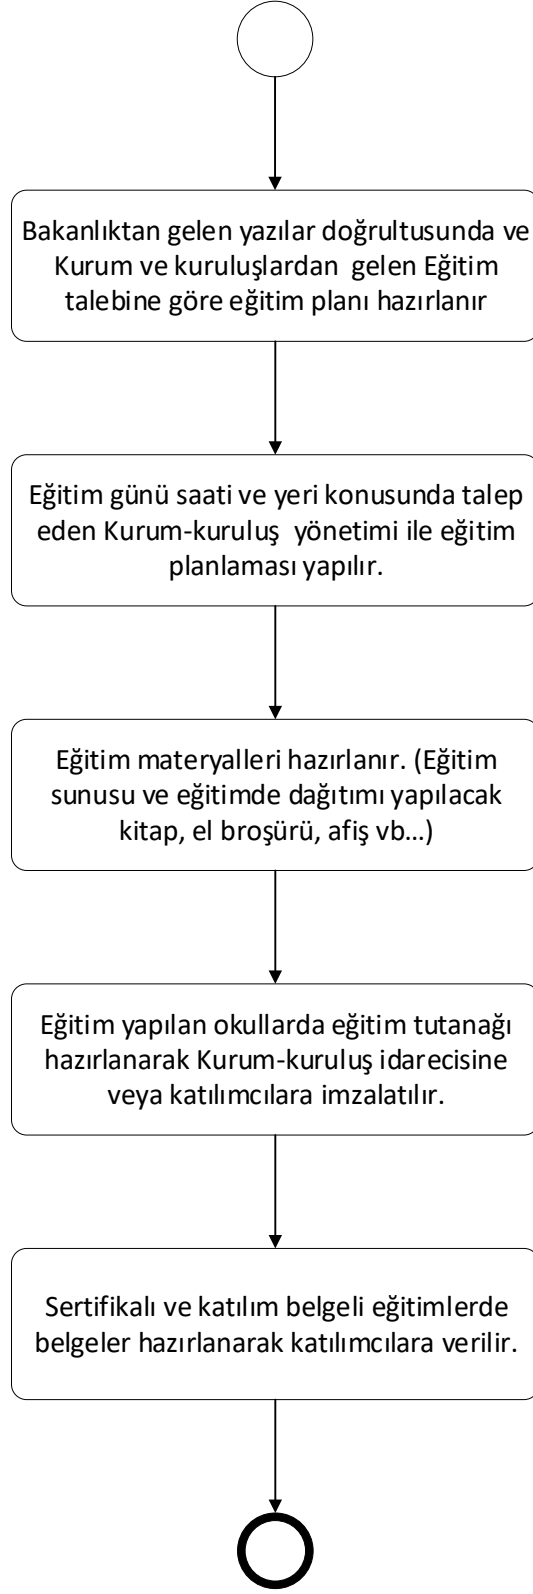 Bakanlıktan gelen yazılar doğrultusunda ve
Kurum ve kuruluşlardan  gelen Eğitim
talebine göre eğitim planı hazırlanır
Eğitim günü saati ve yeri konusunda talep
eden Kurum-kuruluş  yönetimi ile eğitim
planlaması yapılır.
Eğitim materyalleri hazırlanır. (Eğitim
sunusu ve eğitimde dağıtımı yapılacak
kitap, el broşürü, afiş vb...)
Eğitim yapılan okullarda eğitim tutanağı
hazırlanarak Kurum-kuruluş idarecisine
veya katılımcılara imzalatılır.
Sertifikalı ve katılım belgeli eğitimlerde
belgeler hazırlanarak katılımcılara verilir.